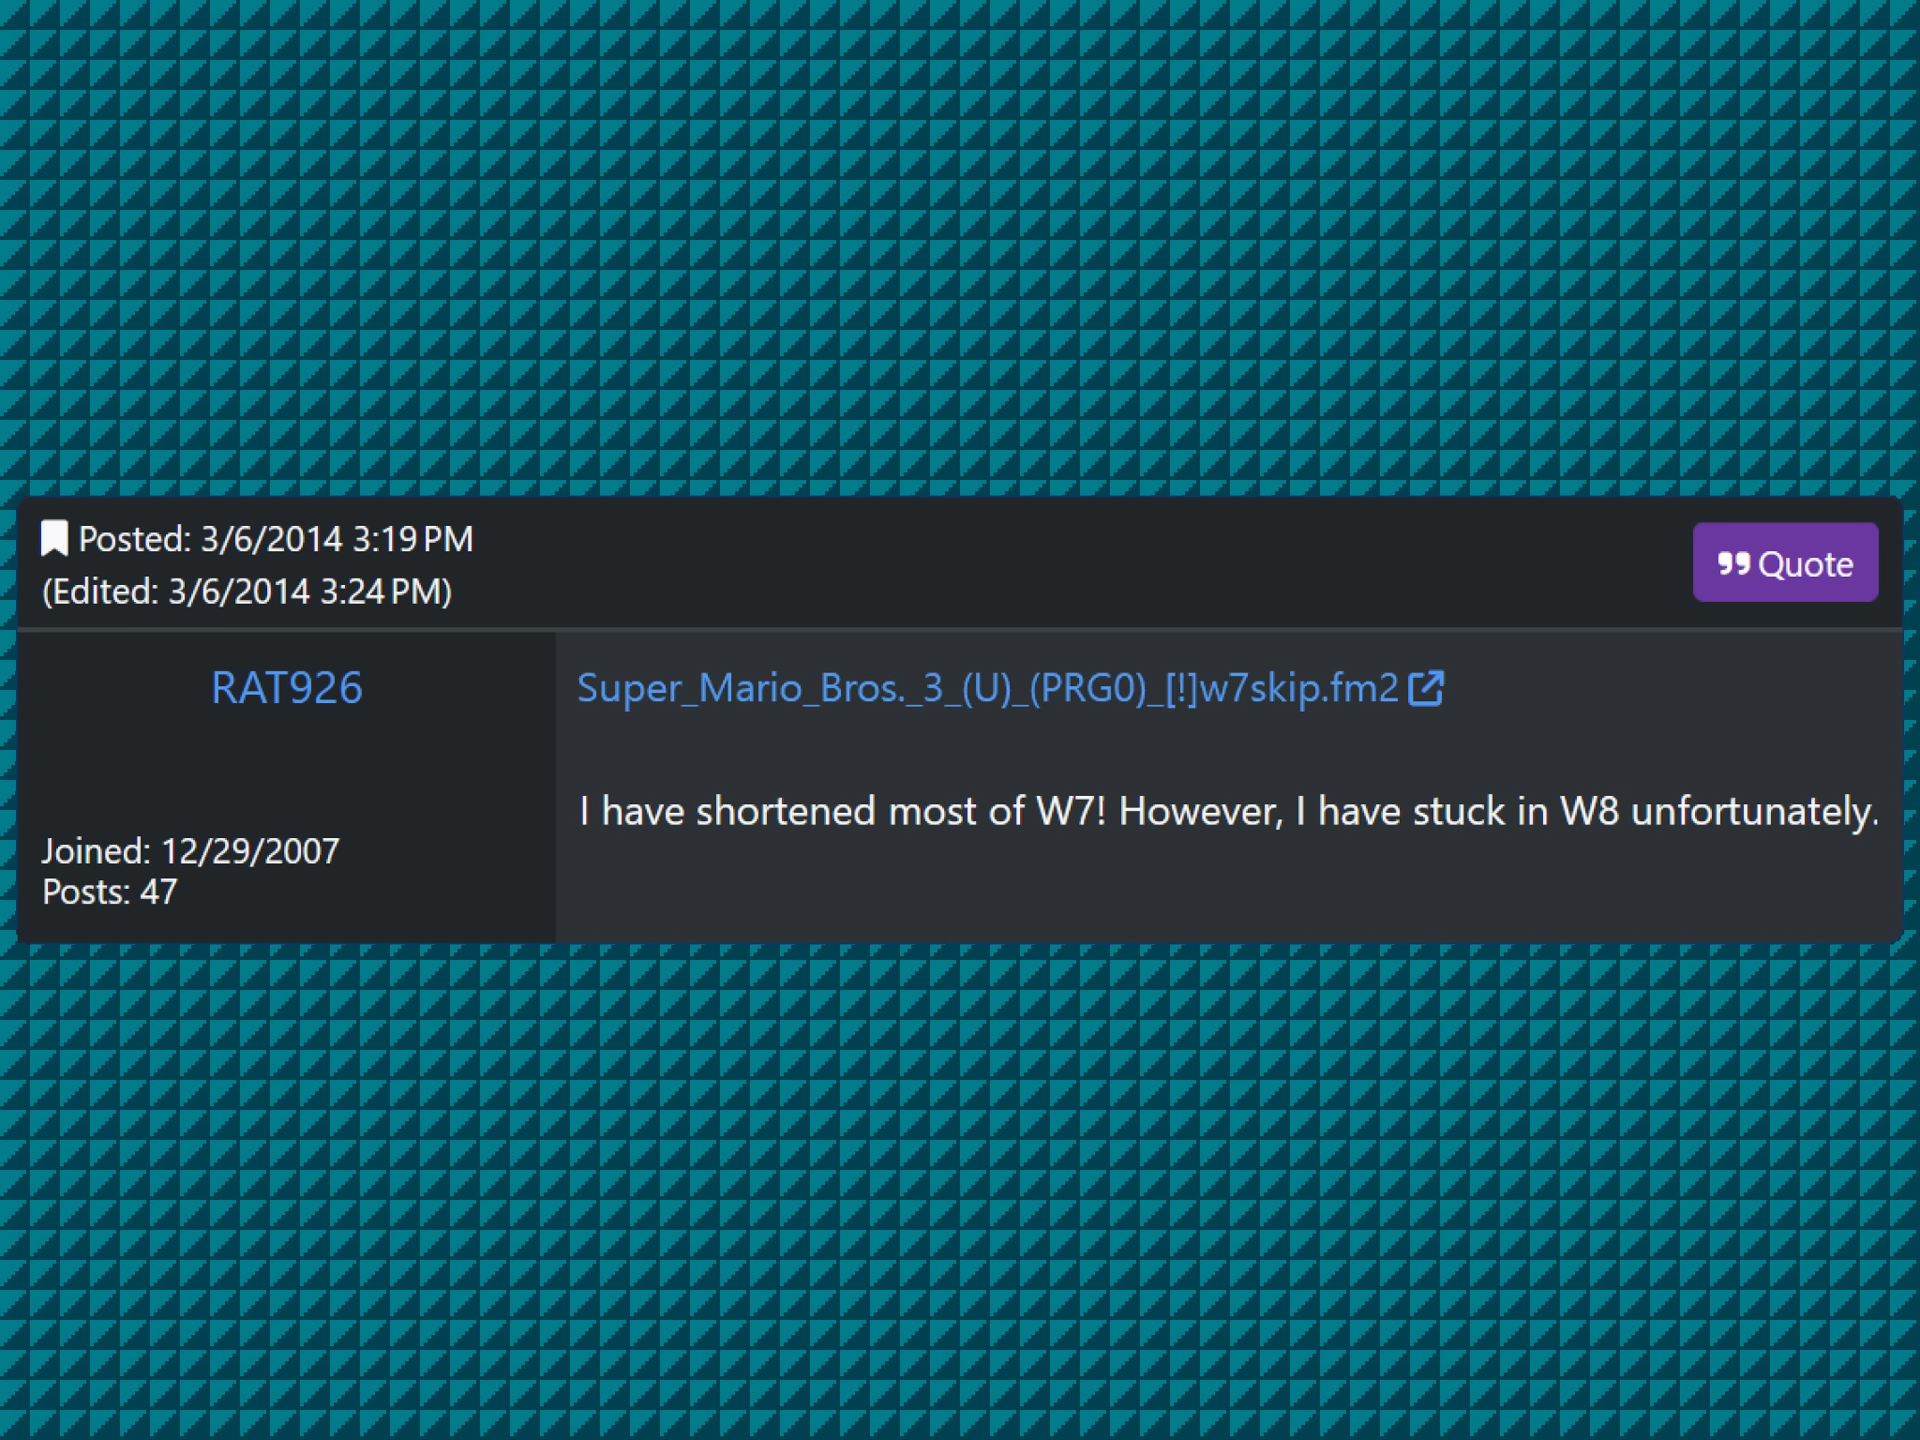 Posted: 3/6/2014 3:19 PM
(Edited: 3/6/2014 3:24 PM)
Quote
RAT926
Joined: 12/29/2007
Posts: 47
Super_Mario_Bros._3_(U)_(PRG0)_[!]w7skip.fm2
I have shortened most of W7! However, I have stuck in W8 unfortunately.